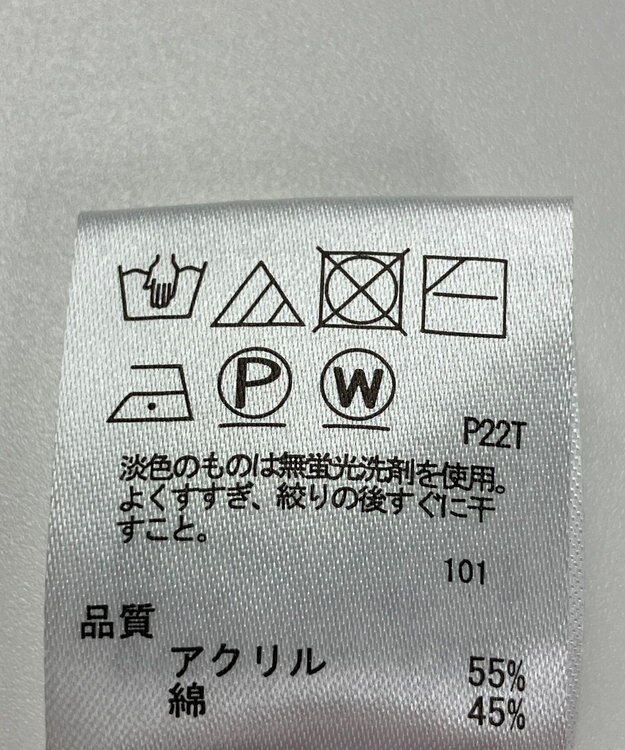 P W
P22T
淡色のものは無蛍光洗剤を使用。
よくすすぎ、絞りの後すぐに干
すこと。
101
品質
アクリル 55%
綿 45%